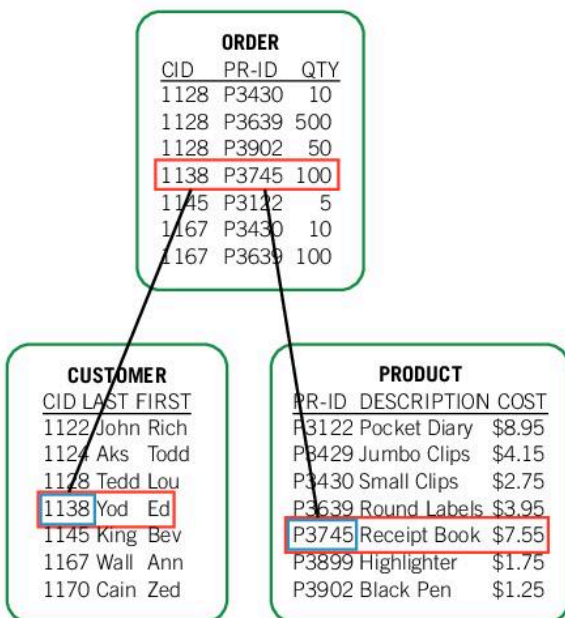 ORDER
CID PR-ID QTY
1128 P3430 10
1128 P3639 500
1128 P3902 50
1138 P3745 100
1145 P3122 5
1167 P3430 10
1167 P3639 100
CUSTOMER
CID LAST FIRST
1122 John Rich
1124 Aks Todd
1128 Tedd Lou
1138 Yod Ed
1145 King Bev
1167 Wall Ann
1170 Cain Zed
PRODUCT
PR-ID DESCRIPTION COST
P3122 Pocket Diary $8.95
P3429 Jumbo Clips $4.15
P3430 Small Clips $2.75
P3639 Round Labels $3.95
P3745 Receipt Book $7.55
P3899 Highlighter $1.75
P3902 Black Pen $1.25